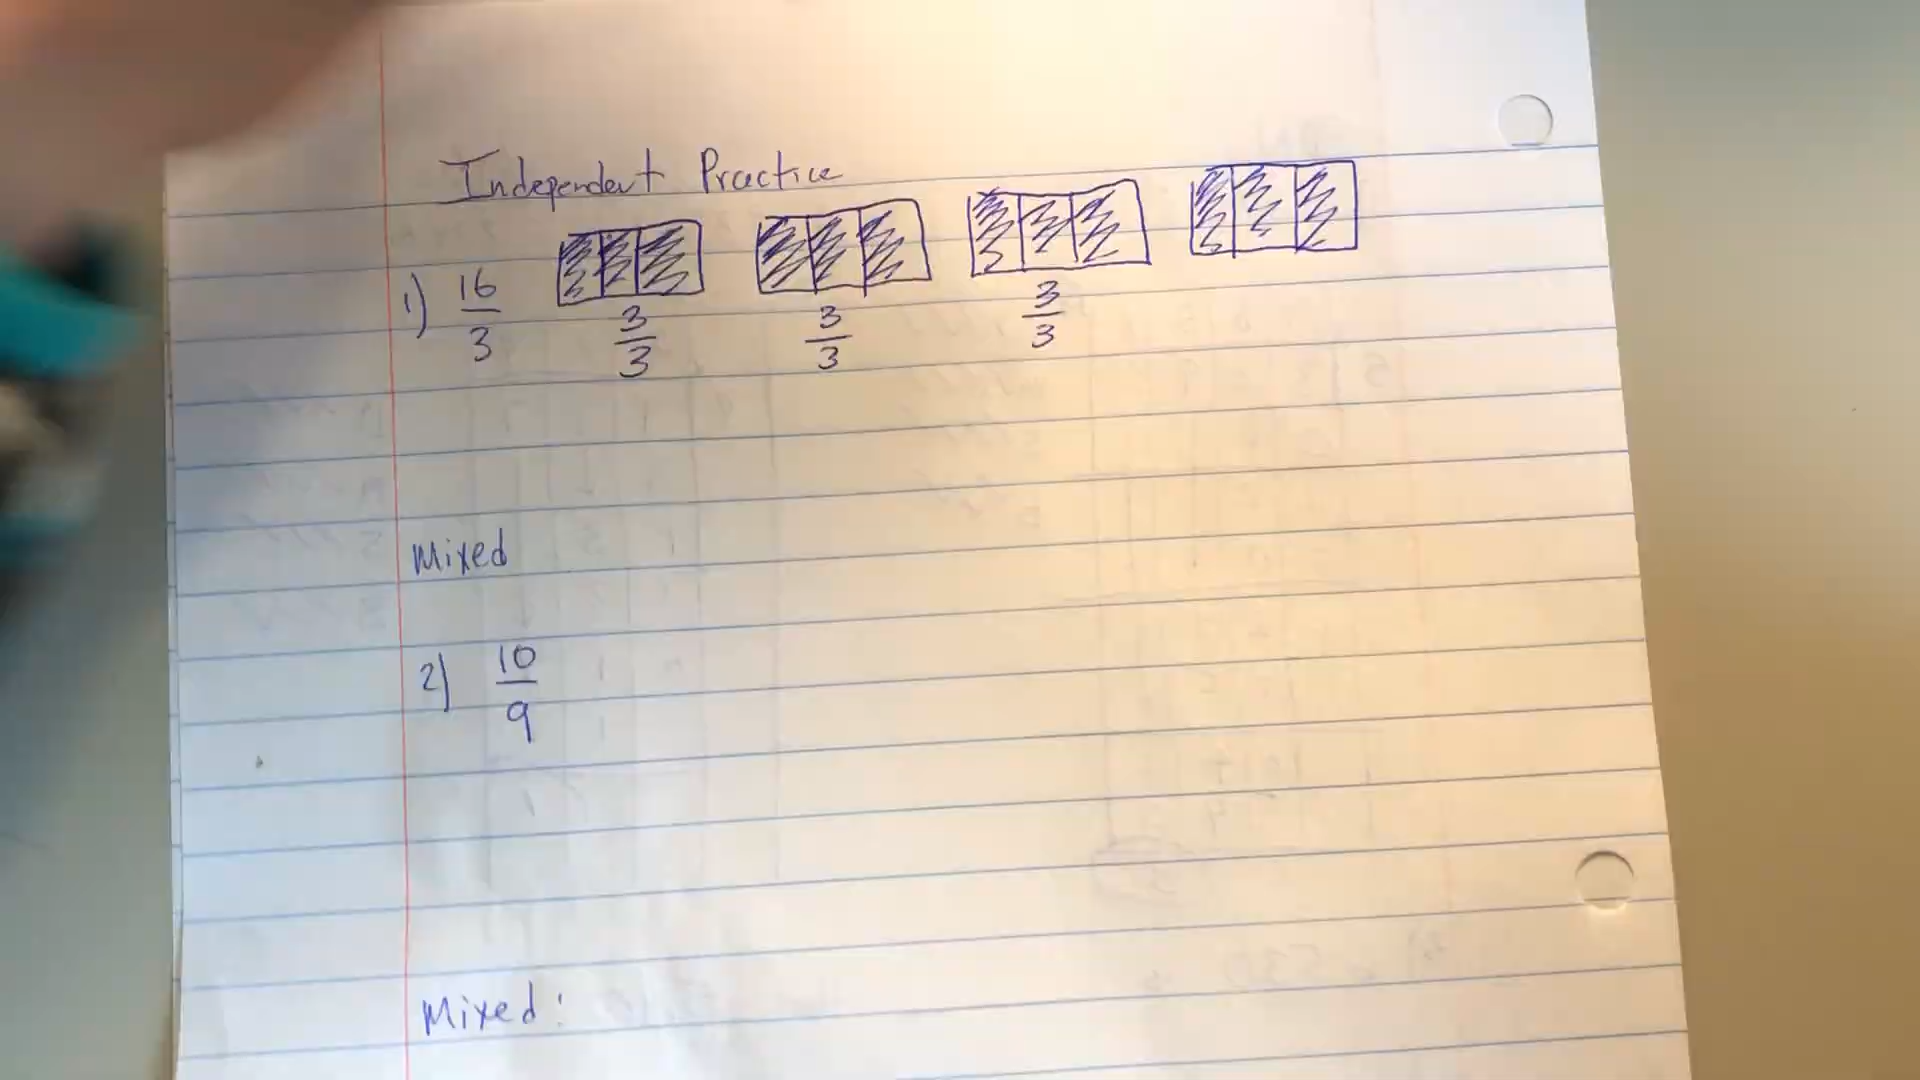 Independent Practice
1) 16/3 3/3 3/3 3/3
Mixed
2) 10/9
Mixed: